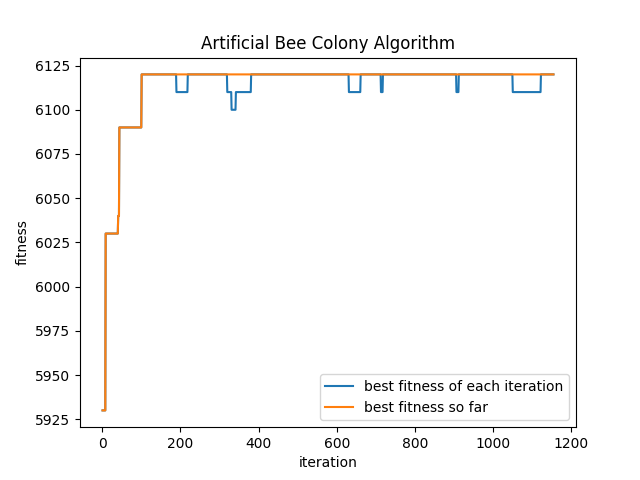 Artificial Bee Colony Algorithm
6125
6100
6075
6050
6025
6000
5975
5950
5925
fitness
best fitness of each iteration
best fitness so far
0 200 400 600 800 1000 1200
iteration